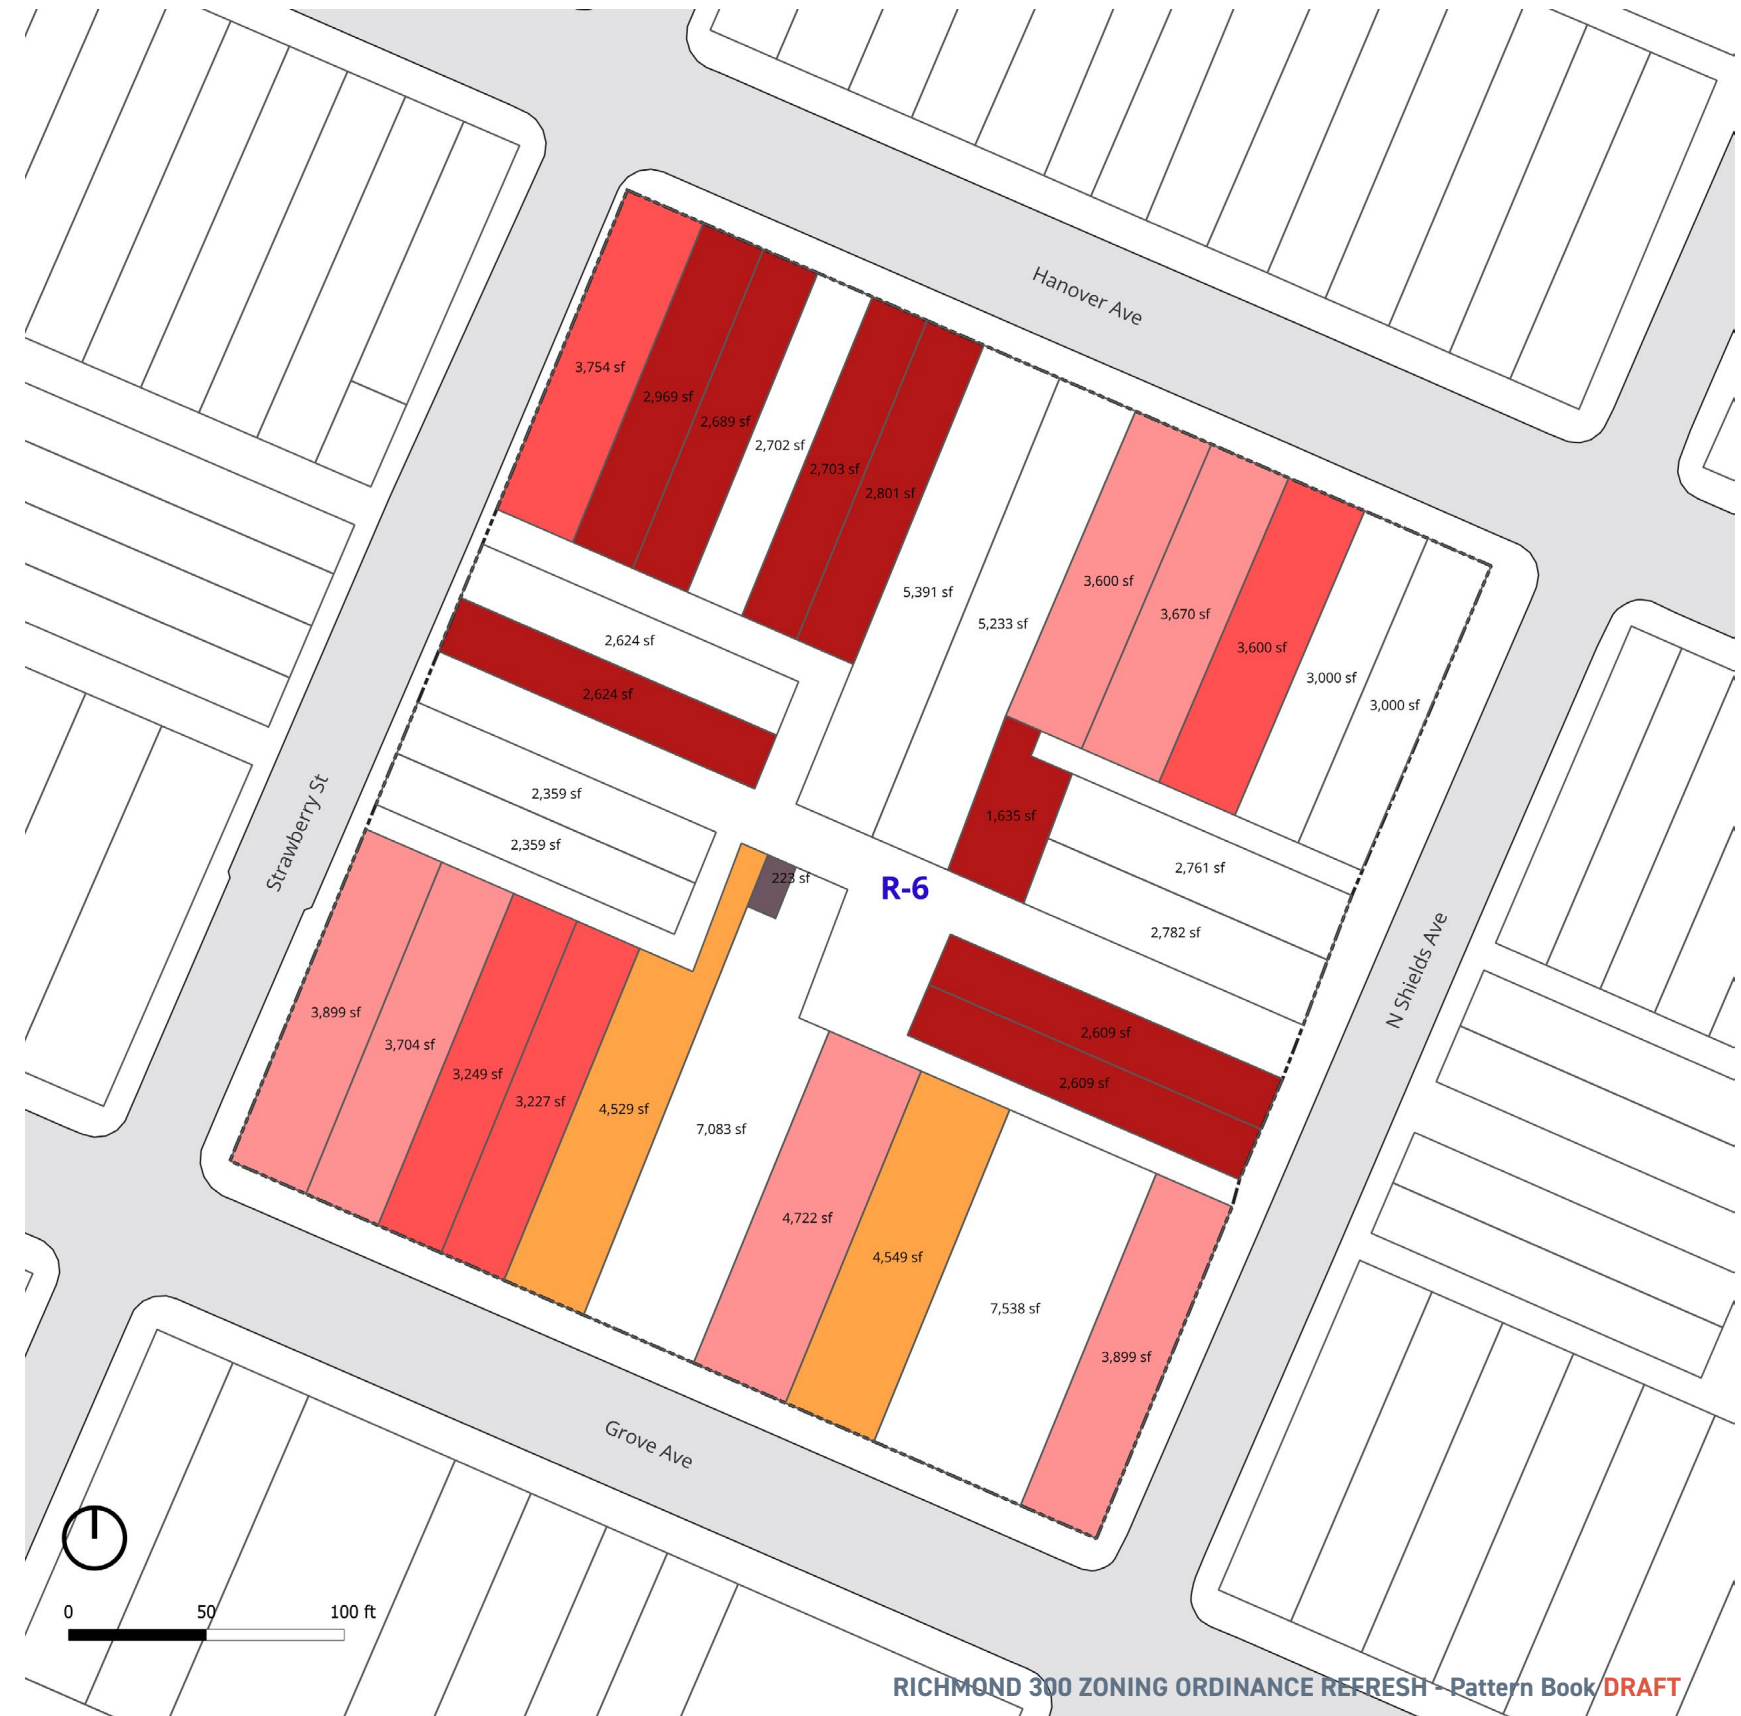 Hanover Ave
3,754 sf
2,969 sf
2,689 sf
2,702 sf
2,703 sf
2,801 sf
5,391 sf
5,233 sf
3,600 sf
3,670 sf
3,600 sf
3,000 sf
3,000 sf
2,624 sf
2,624 sf
2,359 sf
2,359 sf
1,635 sf
2,761 sf
2,782 sf
223 sf
R-6
Strawberry St
N Shields Ave
2,609 sf
2,609 sf
3,899 sf
3,704 sf
3,249 sf
3,227 sf
4,529 sf
7,083 sf
4,722 sf
4,549 sf
7,538 sf
3,899 sf
Grove Ave
0 50 100 ft
RICHMOND 300 ZONING ORDINANCE REFRESH - Pattern Book DRAFT